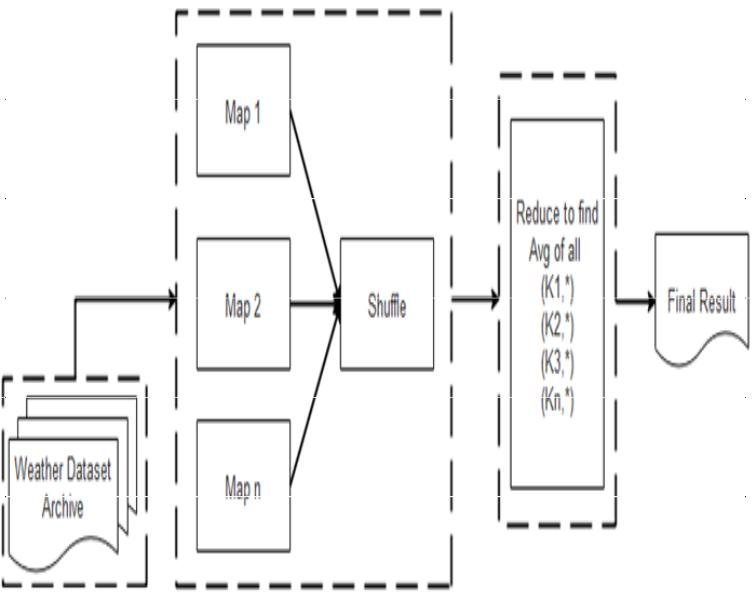 Map 1
Map 2
Map n
Shuffle
Reduce to find
Avg of all
(K1,*)
(K2,*)
(K3,*)
(Kn,*)
Final Result
Weather Dataset
Archive